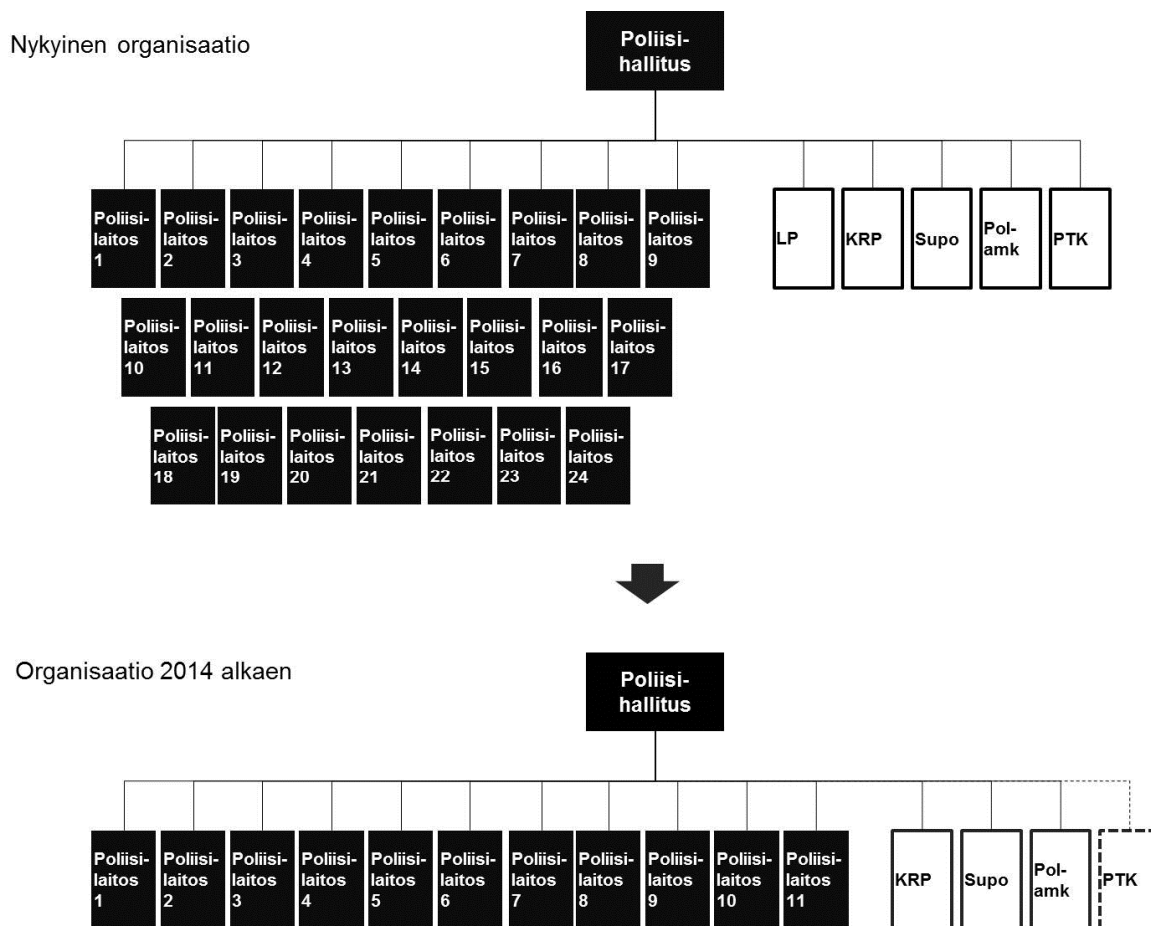 Nykyinen organisaatio
Poliisi-
hallitus
Poliisi-
laitos
1
Poliisi-
laitos
2
Poliisi-
laitos
3
Poliisi-
laitos
4
Poliisi-
laitos
5
Poliisi-
laitos
6
Poliisi-
laitos
7
Poliisi-
laitos
8
Poliisi-
laitos
9
LP
KRP
Supo
Pol-
amk
PTK
Poliisi-
laitos
10
Poliisi-
laitos
11
Poliisi-
laitos
12
Poliisi-
laitos
13
Poliisi-
laitos
14
Poliisi-
laitos
15
Poliisi-
laitos
16
Poliisi-
laitos
17
Poliisi-
laitos
18
Poliisi-
laitos
19
Poliisi-
laitos
20
Poliisi-
laitos
21
Poliisi-
laitos
22
Poliisi-
laitos
23
Poliisi-
laitos
24
Organisaatio 2014 alkaen
Poliisi-
hallitus
Poliisi-
laitos
1
Poliisi-
laitos
2
Poliisi-
laitos
3
Poliisi-
laitos
4
Poliisi-
laitos
5
Poliisi-
laitos
6
Poliisi-
laitos
7
Poliisi-
laitos
8
Poliisi-
laitos
9
Poliisi-
laitos
10
Poliisi-
laitos
11
KRP
Supo
Pol-
amk
PTK